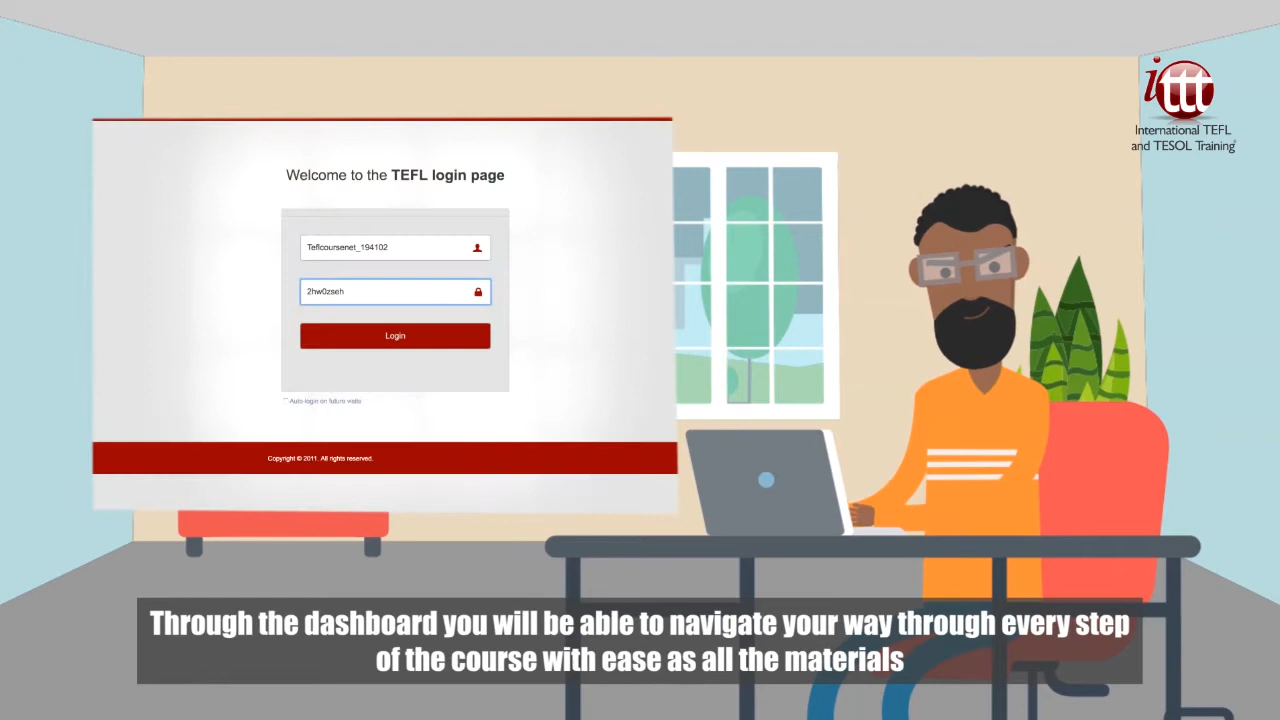 ittt
International TEFL
and TESOL Training
Welcome to the TEFL login page
Teflcoursenet_194102
2hw0zseh
Login
Auto-login on future visits
Copyright © 2011. All rights reserved.
Through the dashboard you will be able to navigate your way through every step
of the course with ease as all the materials